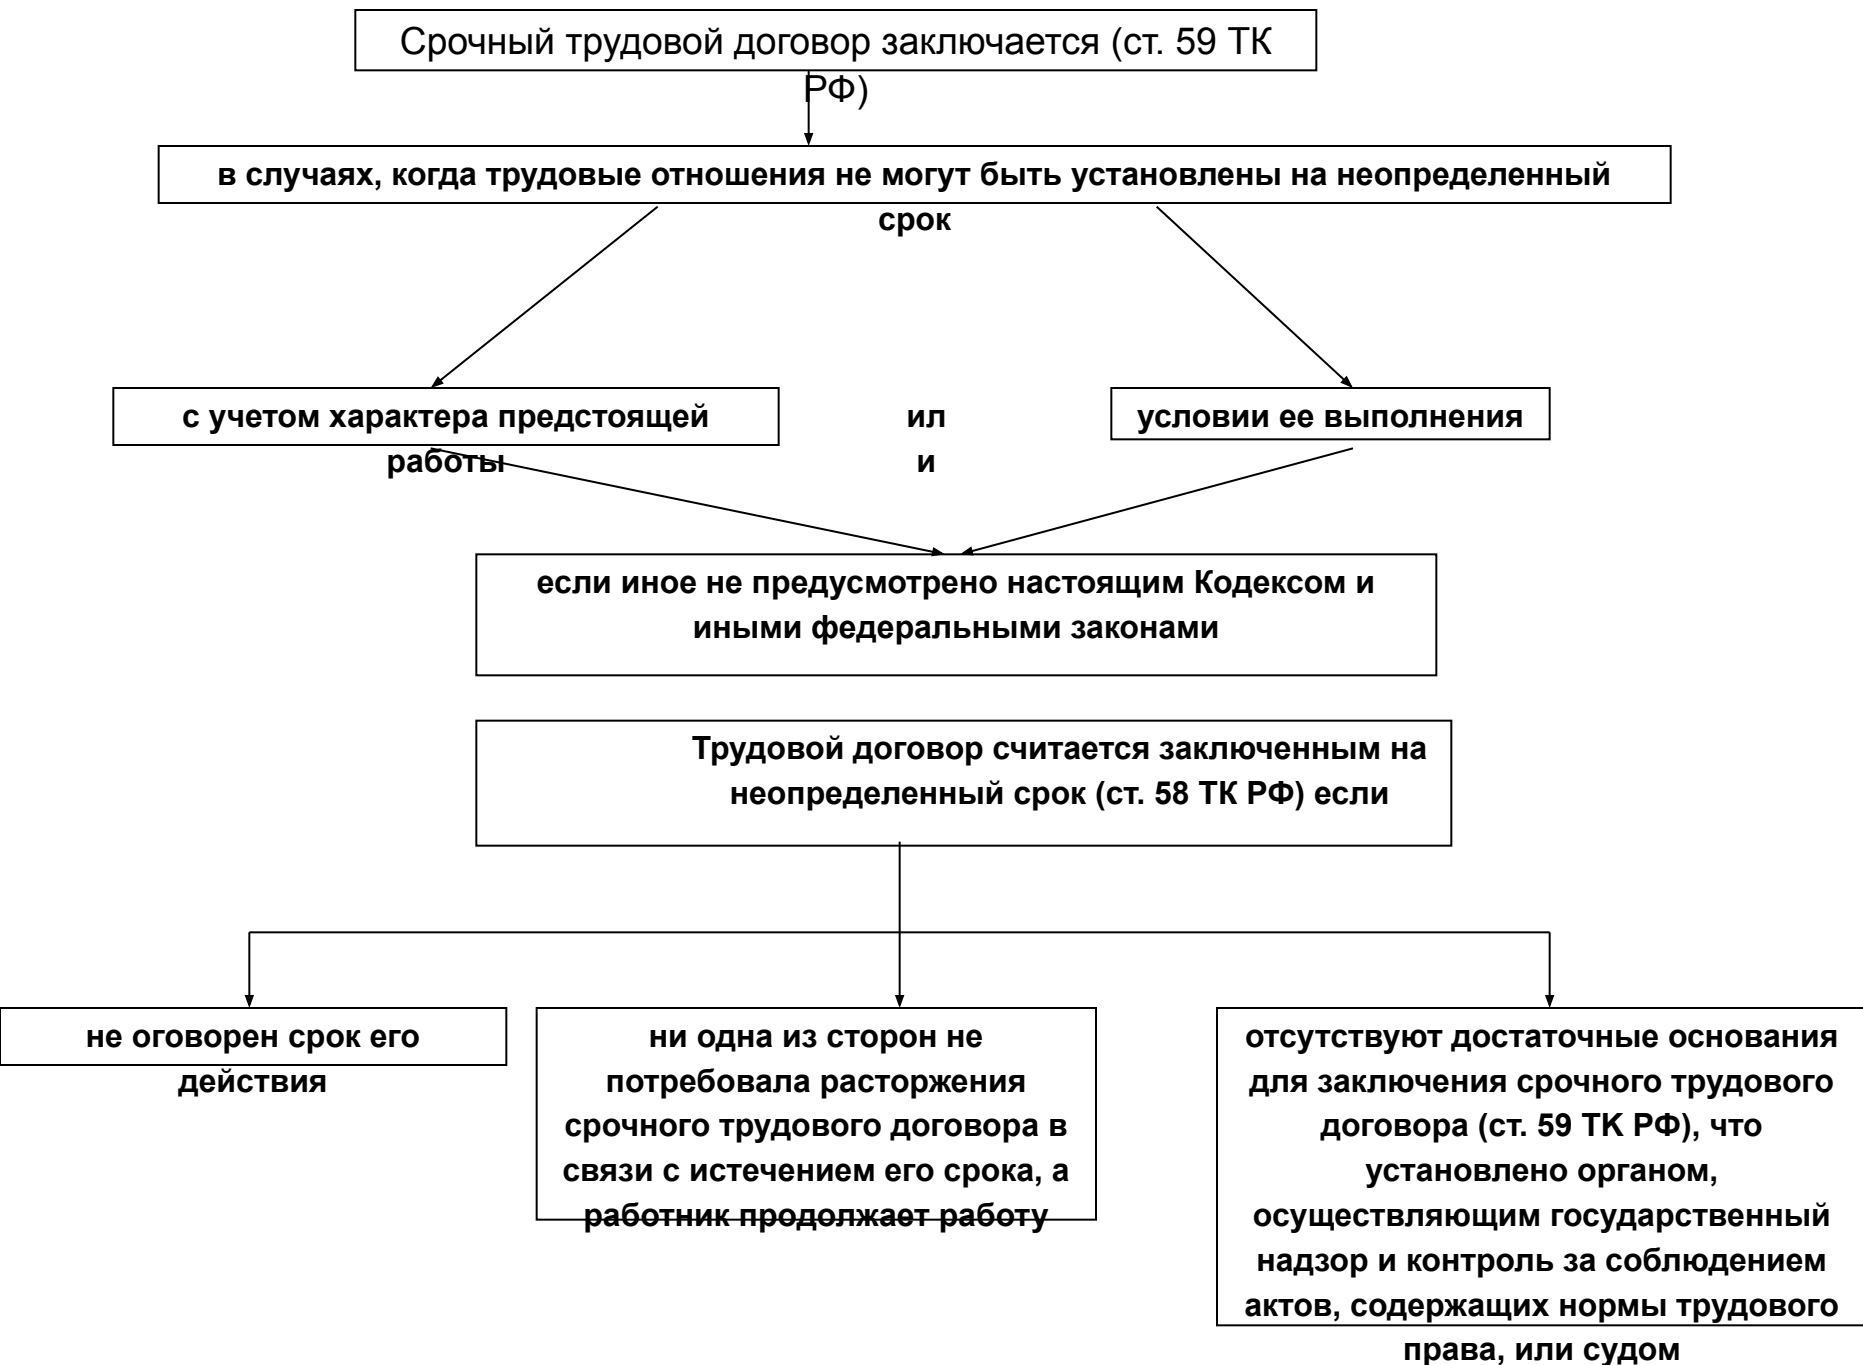 Срочный трудовой договор заключается (ст. 59 ТК
РФ)
в случаях, когда трудовые отношения не могут быть установлены на неопределенный
срок
с учетом характера предстоящей
работы
ил
и
условии ее выполнения
если иное не предусмотрено настоящим Кодексом и
иными федеральными законами
Трудовой договор считается заключенным на
неопределенный срок (ст. 58 ТК РФ) если
не оговорен срок его
действия
ни одна из сторон не
потребовала расторжения
срочного трудового договора в
связи с истечением его срока, а
работник продолжает работу
отсутствуют достаточные основания
для заключения срочного трудового
договора (ст. 59 ТК РФ), что
установлено органом,
осуществляющим государственный
надзор и контроль за соблюдением
актов, содержащих нормы трудового
права, или судом